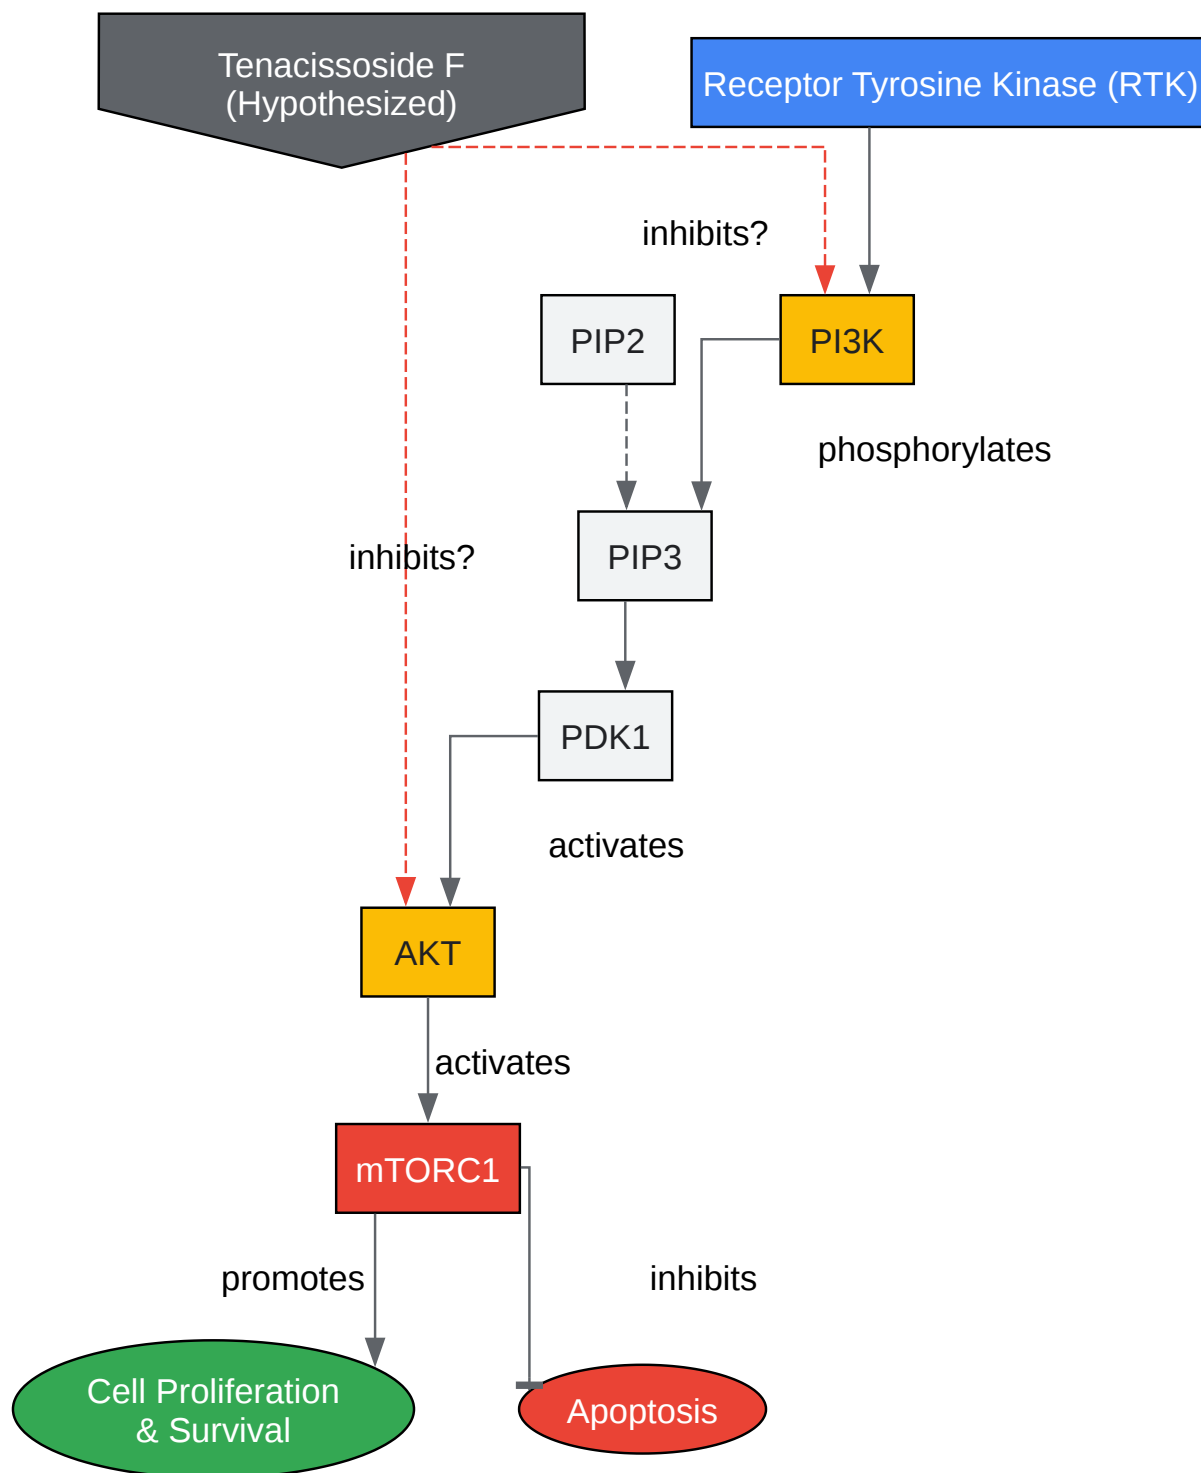 Tenacissoside F
(Hypothesized)
Receptor Tyrosine Kinase (RTK)
inhibits?
PIP2
PI3K
phosphorylates
inhibits?
PIP3
PDK1
activates
AKT
activates
mTORC1
promotes
inhibits
Cell Proliferation
& Survival
Apoptosis